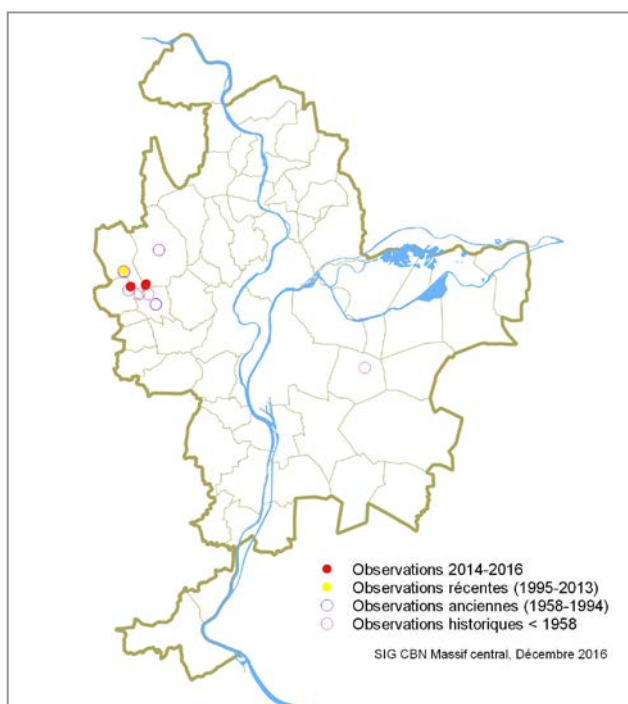 Observations 2014-2016
Observations récentes (1995-2013)
Observations anciennes (1958-1994)
Observations historiques < 1958
SIG CBN Massif central, Décembre 2016